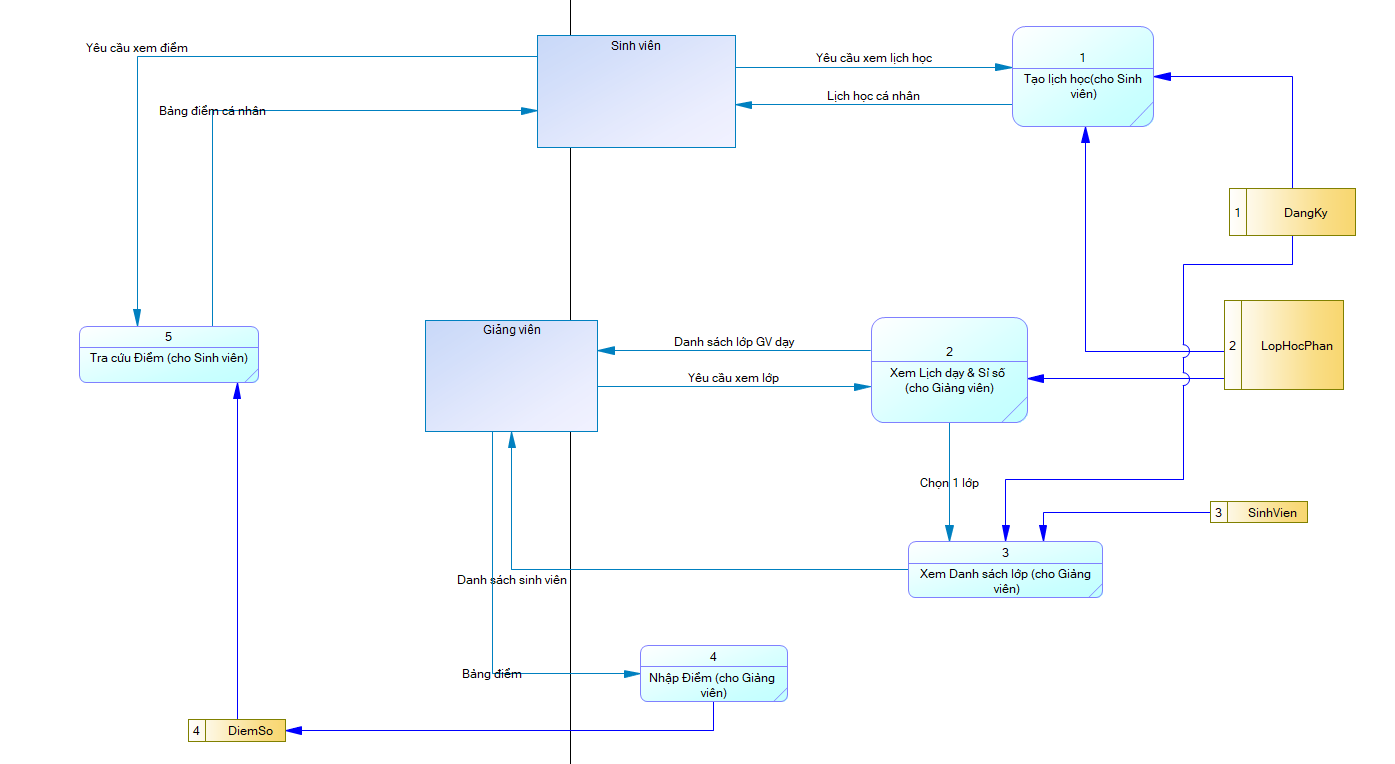 Sinh viên
Yêu cầu xem điểm
Yêu cầu xem lịch học
1
Tạo lịch học(cho Sinh
viên)
Lịch học cá nhân
Bảng điểm cá nhân
1
DangKy
5
Tra cứu Điểm (cho Sinh viên)
Giảng viên
Danh sách lớp GV dạy
Yêu cầu xem lớp
2
Xem Lịch dạy & Sỉ số
(cho Giảng viên)
2
LopHocPhan
Chọn 1 lớp
3
SinhVien
3
Xem Danh sách lớp (cho Giảng
viên)
Danh sách sinh viên
4
Nhập Điểm (cho Giảng
viên)
Bảng điểm
4
DiemSo